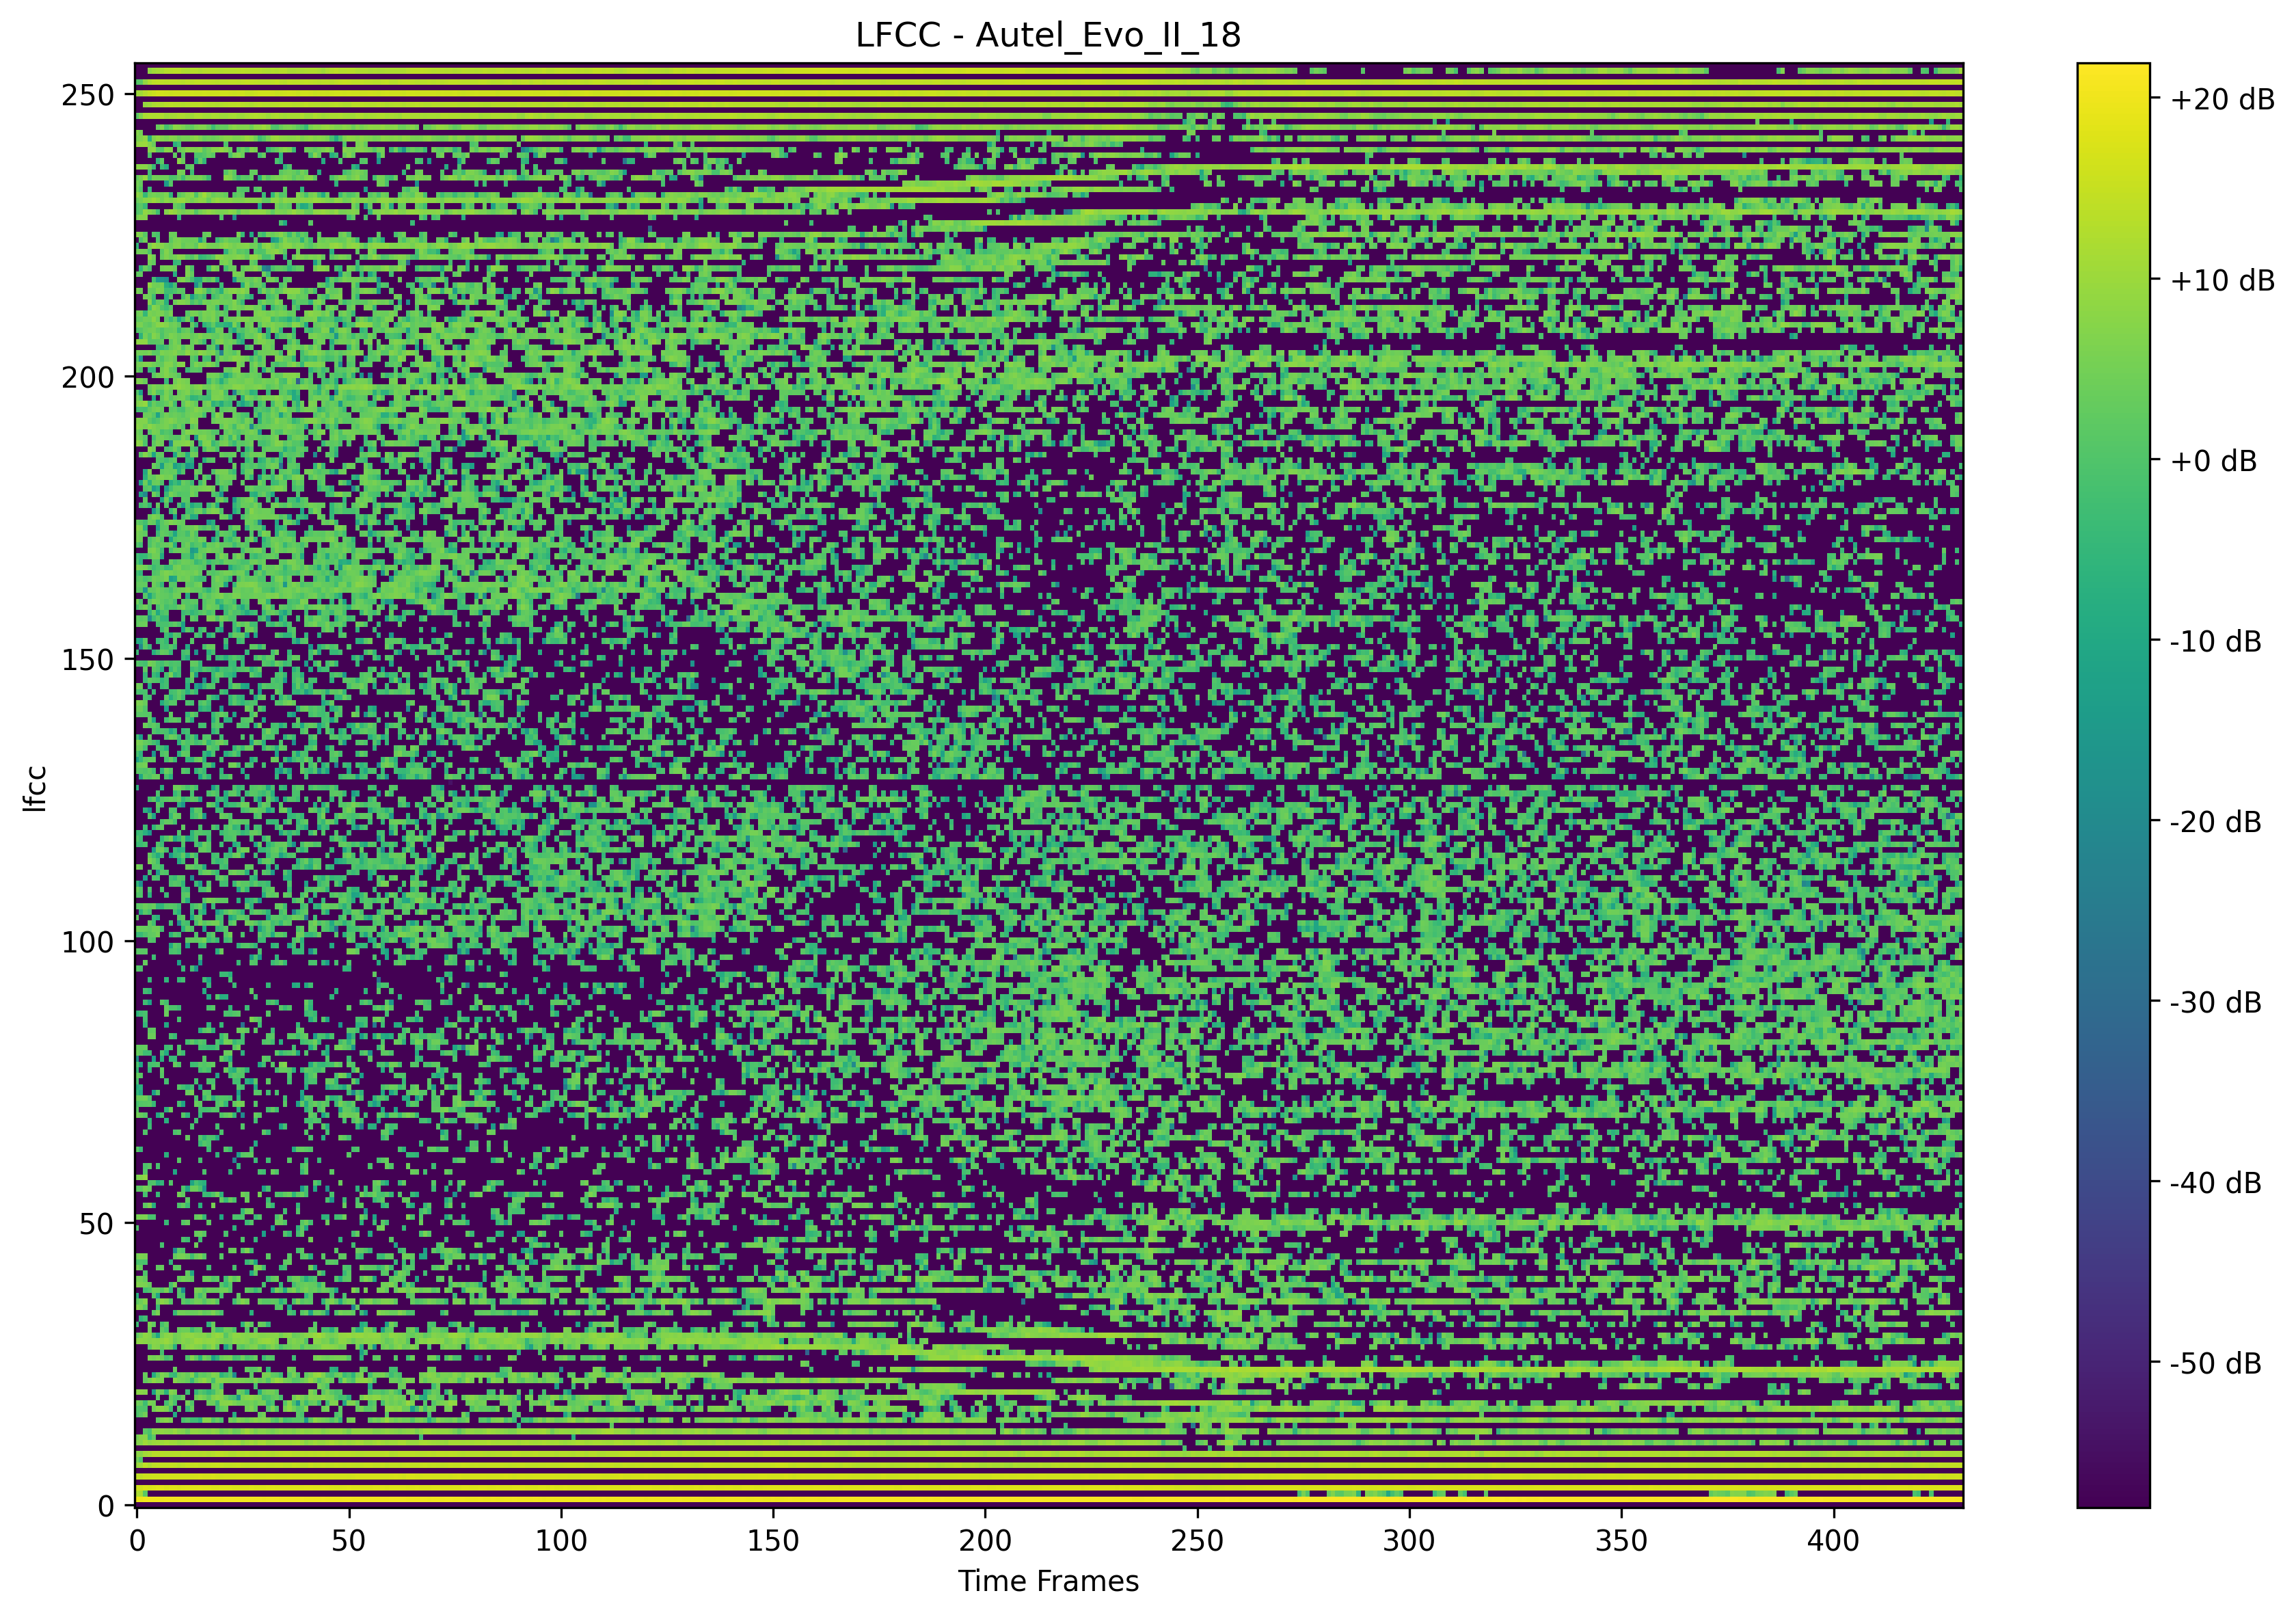 LFCC - Autel_Evo_II_18
250
200
150
100
50
0
lfcc
0 50 100 150 200 250 300 350 400
Time Frames
+20 dB
+10 dB
+0 dB
-10 dB
-20 dB
-30 dB
-40 dB
-50 dB